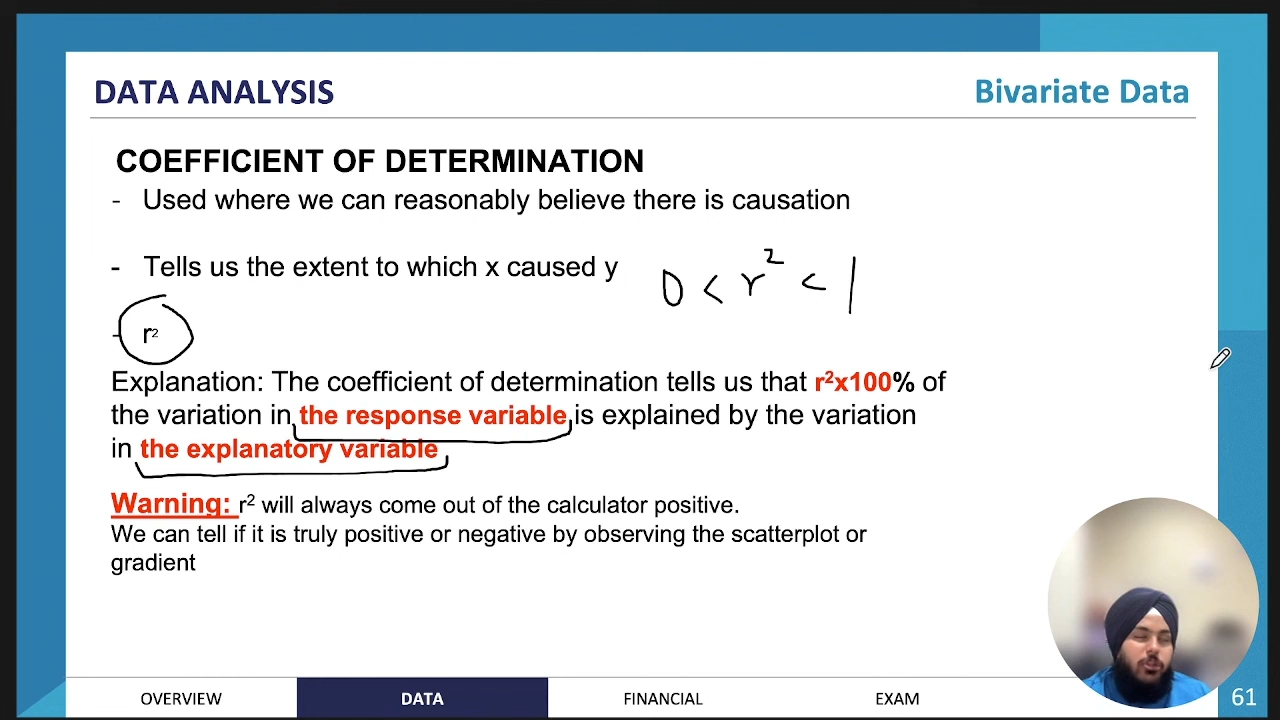 DATA ANALYSIS
Bivariate Data
COEFFICIENT OF DETERMINATION
- Used where we can reasonably believe there is causation
- Tells us the extent to which x caused y
0 < r² < 1
- r²
Explanation: The coefficient of determination tells us that r²x100% of
the variation in the response variable is explained by the variation
in the explanatory variable
Warning: r² will always come out of the calculator positive.
We can tell if it is truly positive or negative by observing the scatterplot or
gradient
OVERVIEW
DATA
FINANCIAL
EXAM
61